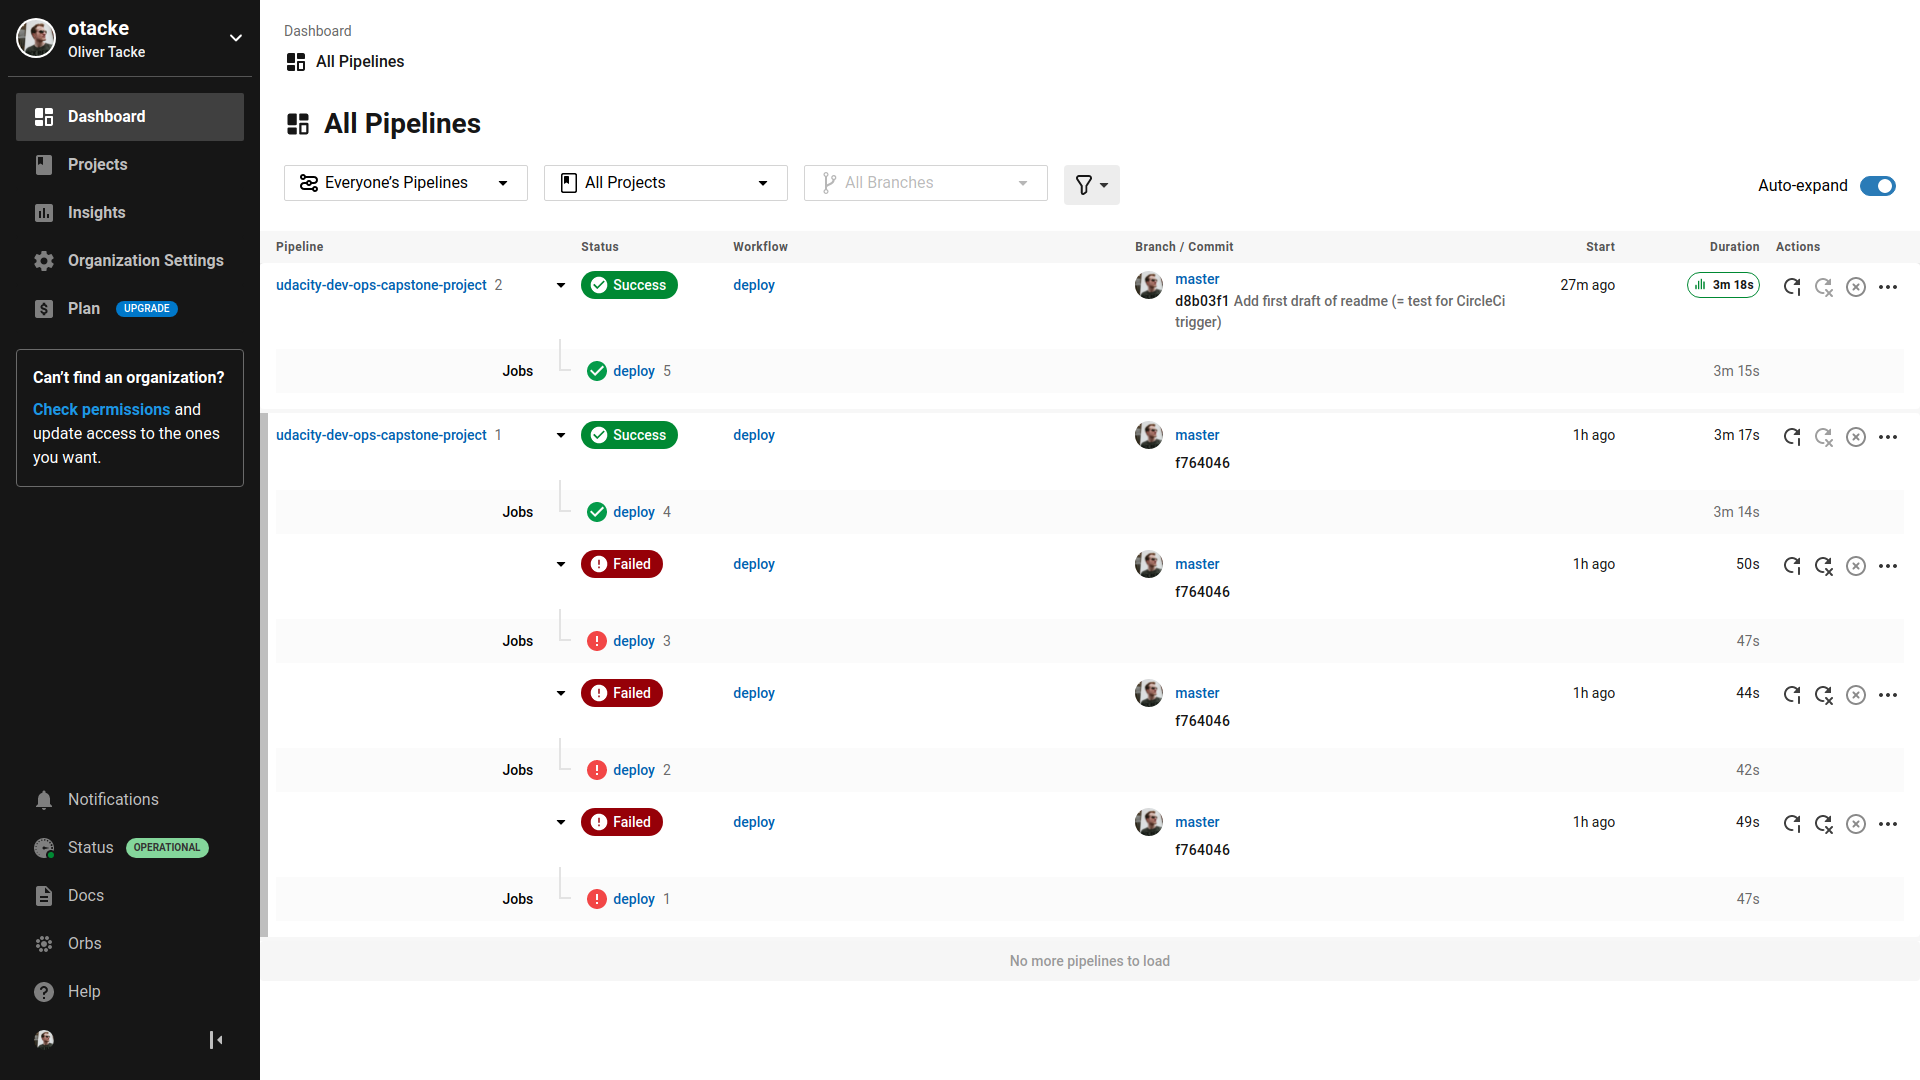 otacke
Oliver Tacke
Dashboard
Projects
Insights
Organization Settings
Plan UPGRADE
Can't find an organization?
Check permissions and
update access to the ones
you want.
Notifications
Status OPERATIONAL
Docs
Orbs
Help
Dashboard
All Pipelines
All Pipelines
Everyone's Pipelines All Projects All Branches Auto-expand
Pipeline Status Workflow Branch / Commit Start Duration Actions
udacity-dev-ops-capstone-project 2 Success deploy master 27m ago 3m 18s
d8b03f1 Add first draft of readme (= test for CircleCi
trigger)
Jobs deploy 5 3m 15s
udacity-dev-ops-capstone-project 1 Success deploy master 1h ago 3m 17s
f764046
Jobs deploy 4 3m 14s
Failed deploy master 1h ago 50s
f764046
Jobs deploy 3 47s
Failed deploy master 1h ago 44s
f764046
Jobs deploy 2 42s
Failed deploy master 1h ago 49s
f764046
Jobs deploy 1 47s
No more pipelines to load